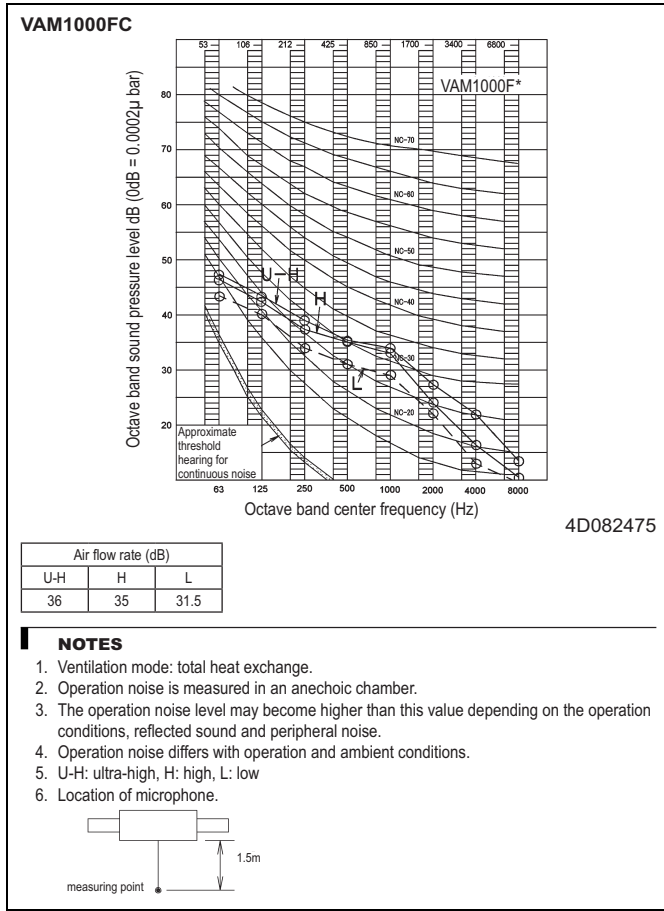 VAM1000FC
53 106 212 425 850 1700 3400 6800
VAM1000F*
Octave band sound pressure level dB (0dB = 0.0002µ bar)
80
70
60
50
40
30
20
NC-70
NC-60
NC-50
NC-40
NC-30
NC-20
U-H
H
L
Approximate
threshold
hearing for
continuous noise
63 125 250 500 1000 2000 4000 8000
Octave band center frequency (Hz)
4D082475
Air flow rate (dB)
U-H H L
36 35 31.5
NOTES
1. Ventilation mode: total heat exchange.
2. Operation noise is measured in an anechoic chamber.
3. The operation noise level may become higher than this value depending on the operation
conditions, reflected sound and peripheral noise.
4. Operation noise differs with operation and ambient conditions.
5. U-H: ultra-high, H: high, L: low
6. Location of microphone.
1.5m
measuring point